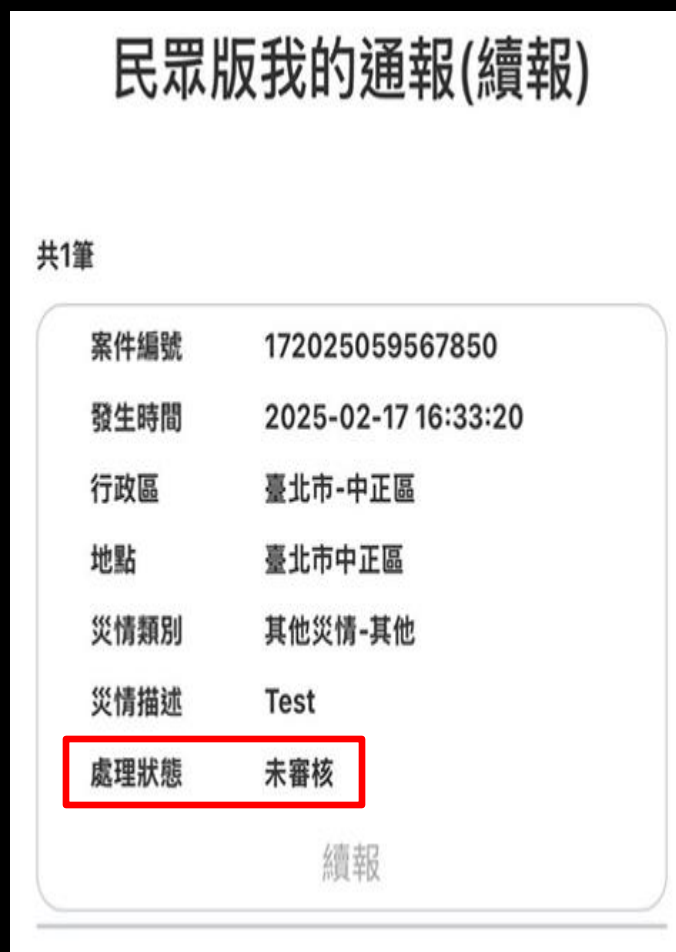 民眾版我的通報(續報)
共1筆
案件編號 172025059567850
發生時間 2025-02-17 16:33:20
行政區 臺北市-中正區
地點 臺北市中正區
災情類別 其他災情-其他
災情描述 Test
處理狀態 未審核
續報